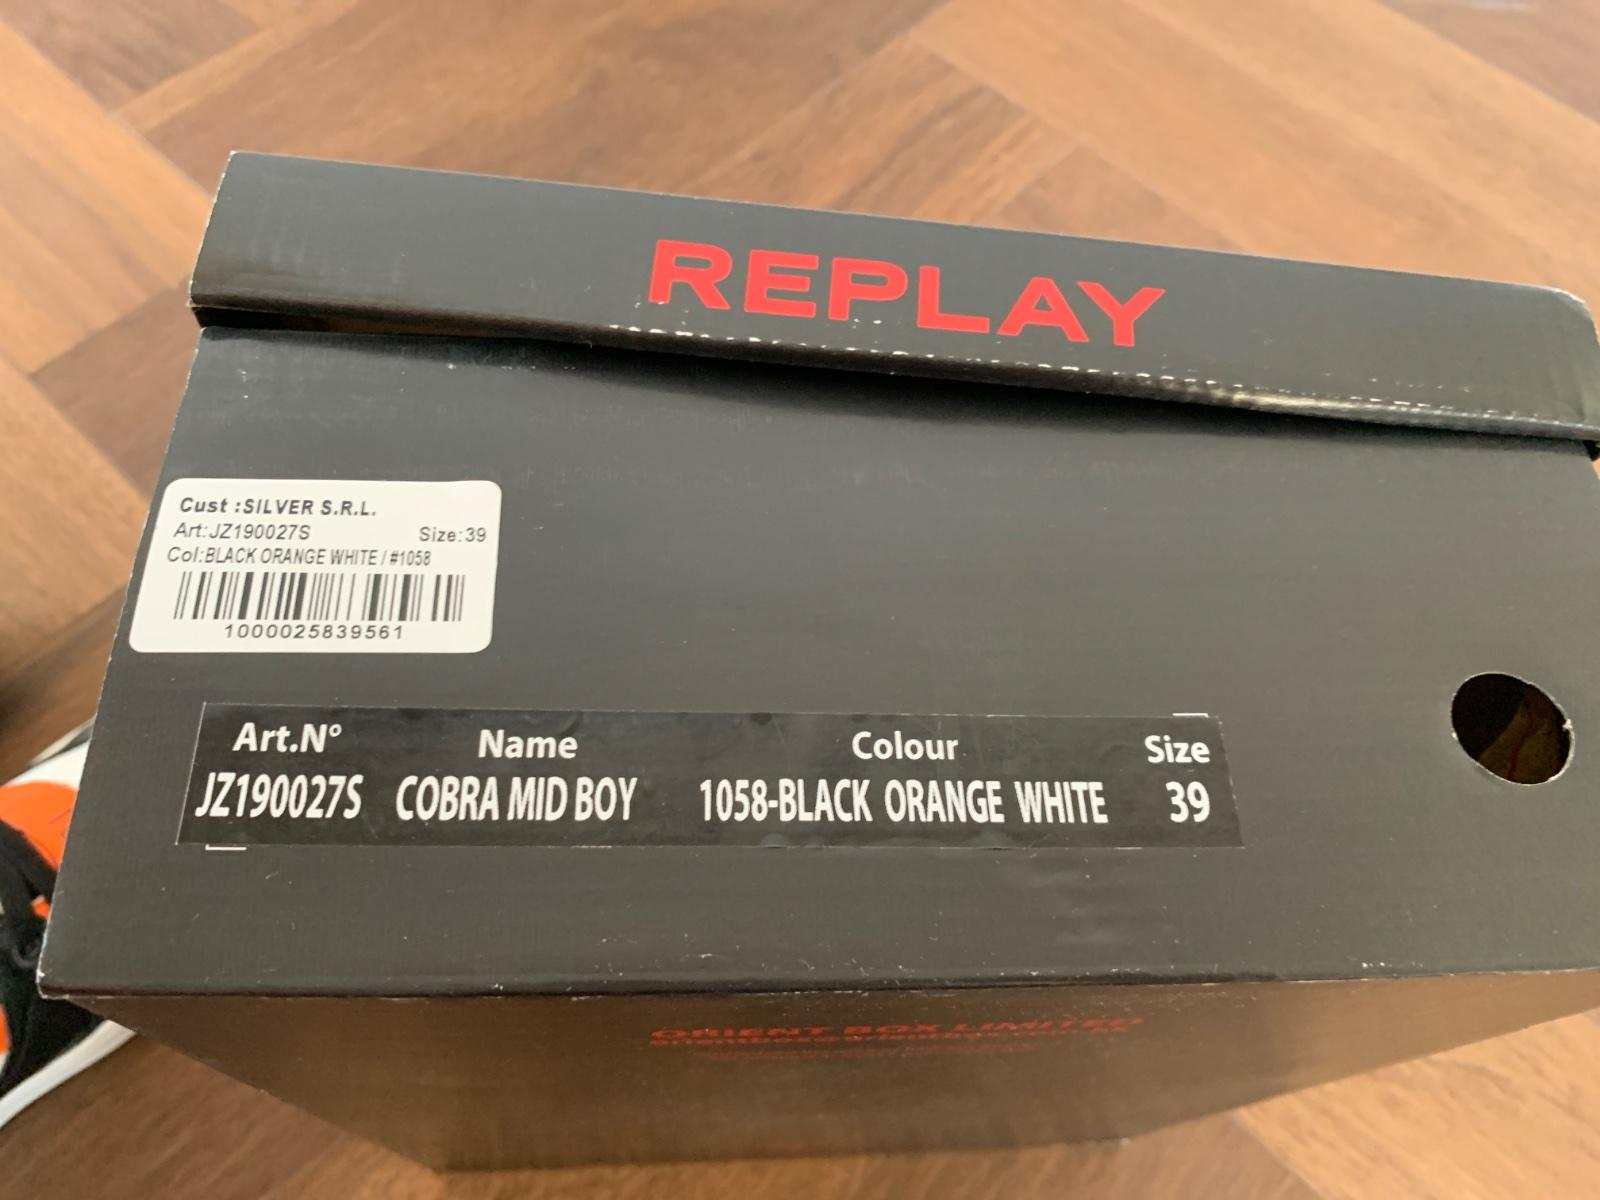 REPLAY
Cust :SILVER S.R.L.
Art:JZ190027S Size:39
Col:BLACK ORANGE WHITE / #1058
1000025839561
Art.N° Name Colour Size
JZ190027S COBRA MID BOY 1058-BLACK ORANGE WHITE 39
ORIENT BOX LIMITED